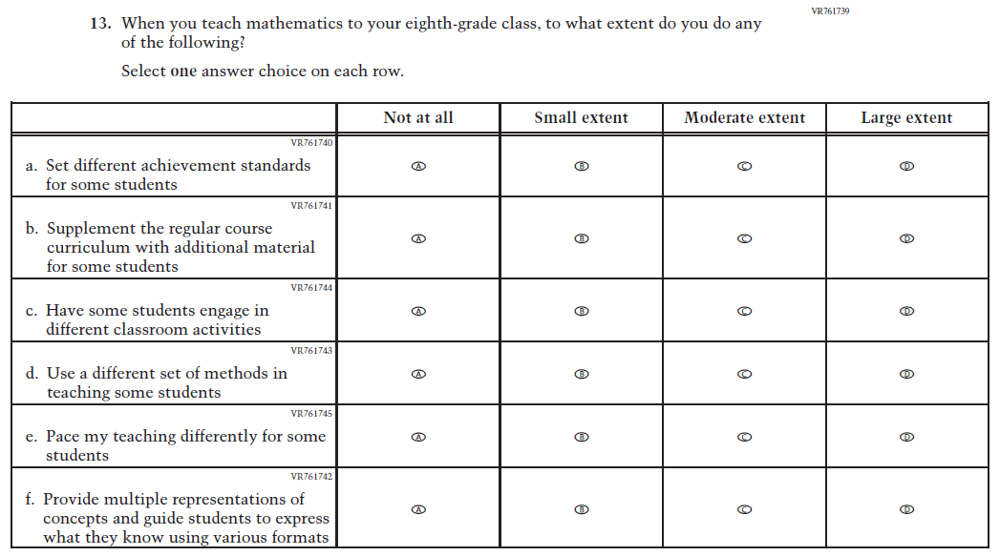 VR761739
13. When you teach mathematics to your eighth-grade class, to what extent do you do any
of the following?
Select one answer choice on each row.
Not at all Small extent Moderate extent Large extent
VR761740
a. Set different achievement standards
for some students
A B C D
VR761741
b. Supplement the regular course
curriculum with additional material
for some students
A B C D
VR761744
c. Have some students engage in
different classroom activities
A B C D
VR761743
d. Use a different set of methods in
teaching some students
A B C D
VR761745
e. Pace my teaching differently for some
students
A B C D
VR761742
f. Provide multiple representations of
concepts and guide students to express
what they know using various formats
A B C D